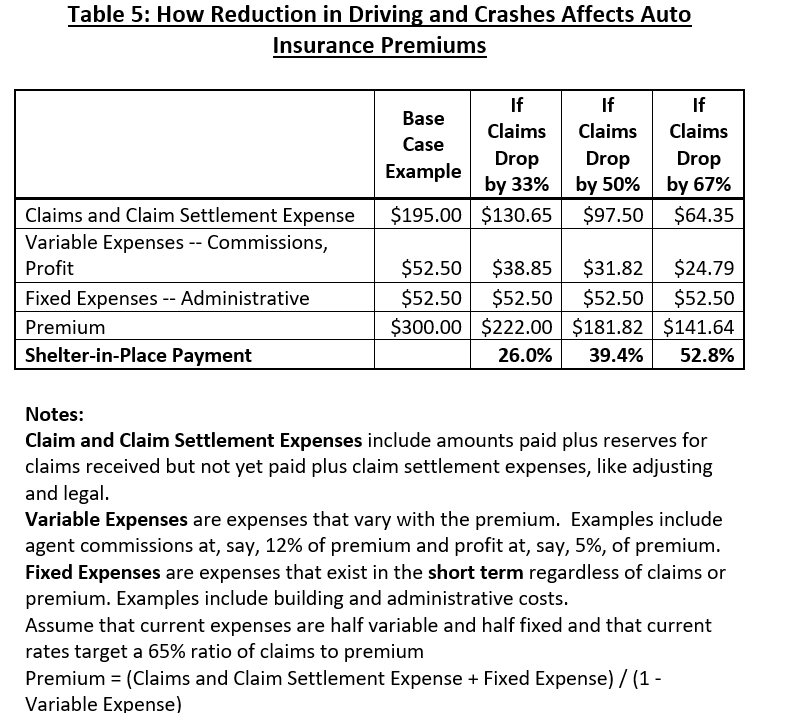 Table 5: How Reduction in Driving and Crashes Affects Auto
Insurance Premiums
Base
Case
Example
If
Claims
Drop
by 33%
If
Claims
Drop
by 50%
If
Claims
Drop
by 67%
Claims and Claim Settlement Expense $195.00 $130.65 $97.50 $64.35
Variable Expenses -- Commissions,
Profit $52.50 $38.85 $31.82 $24.79
Fixed Expenses -- Administrative $52.50 $52.50 $52.50 $52.50
Premium $300.00 $222.00 $181.82 $141.64
Shelter-in-Place Payment 26.0% 39.4% 52.8%
Notes:
Claim and Claim Settlement Expenses include amounts paid plus reserves for
claims received but not yet paid plus claim settlement expenses, like adjusting
and legal.
Variable Expenses are expenses that vary with the premium.  Examples include
agent commissions at, say, 12% of premium and profit at, say, 5%, of premium.
Fixed Expenses are expenses that exist in the short term regardless of claims or
premium. Examples include building and administrative costs.
Assume that current expenses are half variable and half fixed and that current
rates target a 65% ratio of claims to premium
Premium = (Claims and Claim Settlement Expense + Fixed Expense) / (1 -
Variable Expense)